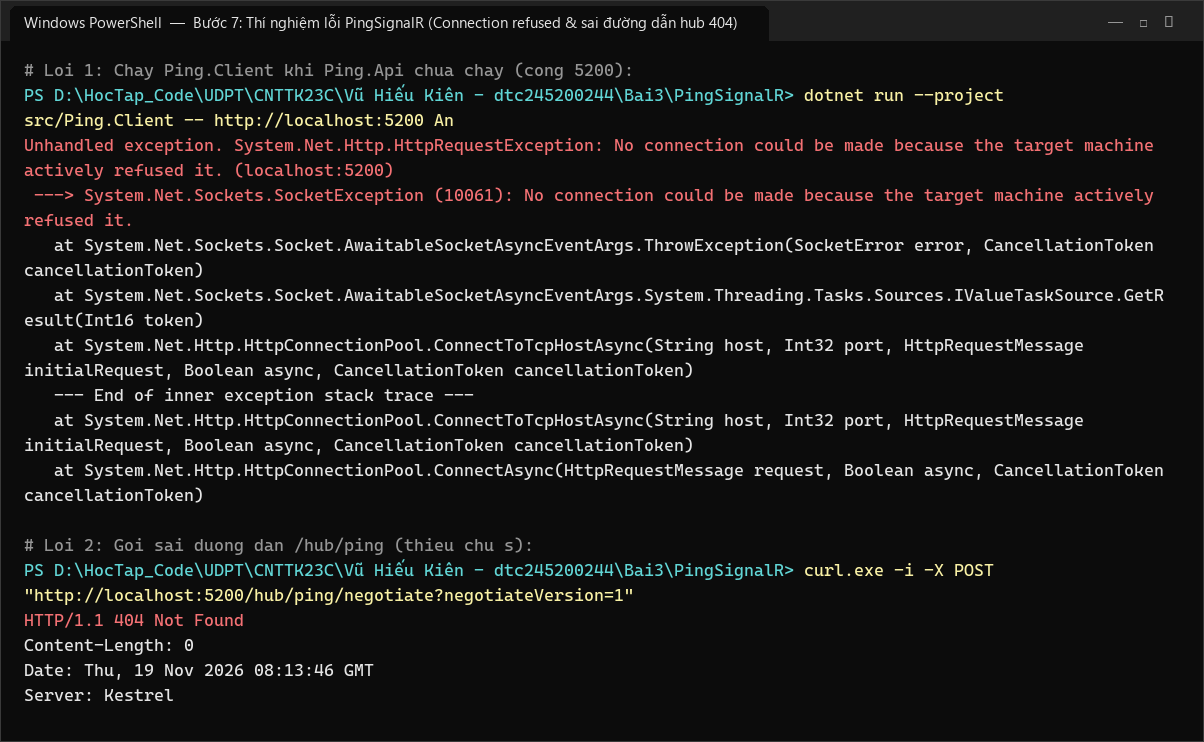 Windows PowerShell — Bước 7: Thí nghiệm lỗi PingSignalR (Connection refused & sai đường dẫn hub 404)
# Loi 1: Chay Ping.Client khi Ping.Api chua chay (cong 5200):
PS D:\HocTap_Code\UDPT\CNTTK23C\Vũ Hiếu Kiên - dtc245200244\Bai3\PingSignalR> dotnet run --project
src/Ping.Client -- http://localhost:5200 An
Unhandled exception. System.Net.Http.HttpRequestException: No connection could be made because the target machine
actively refused it. (localhost:5200)
 ---> System.Net.Sockets.SocketException (10061): No connection could be made because the target machine actively
refused it.
   at System.Net.Sockets.Socket.AwaitableSocketAsyncEventArgs.ThrowException(SocketError error, CancellationToken
cancellationToken)
   at System.Net.Sockets.Socket.AwaitableSocketAsyncEventArgs.System.Threading.Tasks.Sources.IValueTaskSource.GetR
esult(Int16 token)
   at System.Net.Http.HttpConnectionPool.ConnectToTcpHostAsync(String host, Int32 port, HttpRequestMessage
initialRequest, Boolean async, CancellationToken cancellationToken)
   --- End of inner exception stack trace ---
   at System.Net.Http.HttpConnectionPool.ConnectToTcpHostAsync(String host, Int32 port, HttpRequestMessage
initialRequest, Boolean async, CancellationToken cancellationToken)
   at System.Net.Http.HttpConnectionPool.ConnectAsync(HttpRequestMessage request, Boolean async, CancellationToken
cancellationToken)
# Loi 2: Goi sai duong dan /hub/ping (thieu chu s):
PS D:\HocTap_Code\UDPT\CNTTK23C\Vũ Hiếu Kiên - dtc245200244\Bai3\PingSignalR> curl.exe -i -X POST
"http://localhost:5200/hub/ping/negotiate?negotiateVersion=1"
HTTP/1.1 404 Not Found
Content-Length: 0
Date: Thu, 19 Nov 2026 08:13:46 GMT
Server: Kestrel